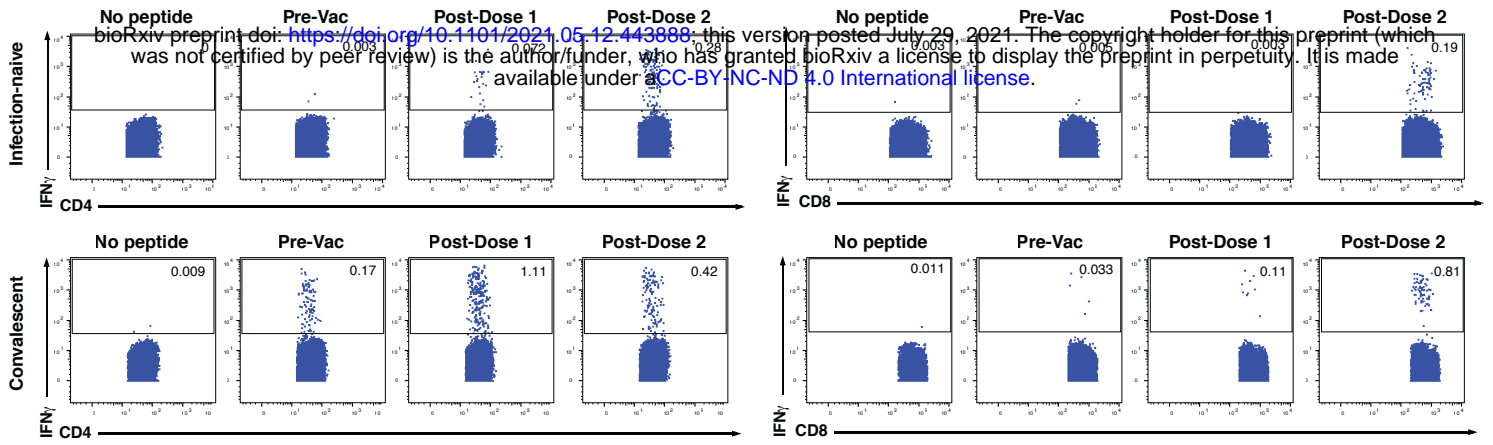 No peptide Pre-Vac Post-Dose 1 Post-Dose 2 No peptide Pre-Vac Post-Dose 1 Post-Dose 2
bioRxiv preprint doi: https://doi.org/10.1101/2021.05.12.443888; this version posted July 29, 2021. The copyright holder for this preprint (which
was not certified by peer review) is the author/funder, who has granted bioRxiv a license to display the preprint in perpetuity. It is made
available under aCC-BY-NC-ND 4.0 International license.
0 0.003 0.072 0.28 0.003 0.005 0.003 0.19
Infection-naive
IFNγ
CD4
IFNγ
CD8
No peptide Pre-Vac Post-Dose 1 Post-Dose 2 No peptide Pre-Vac Post-Dose 1 Post-Dose 2
0.009 0.17 1.11 0.42 0.011 0.033 0.11 0.81
Convalescent
IFNγ
CD4
IFNγ
CD8